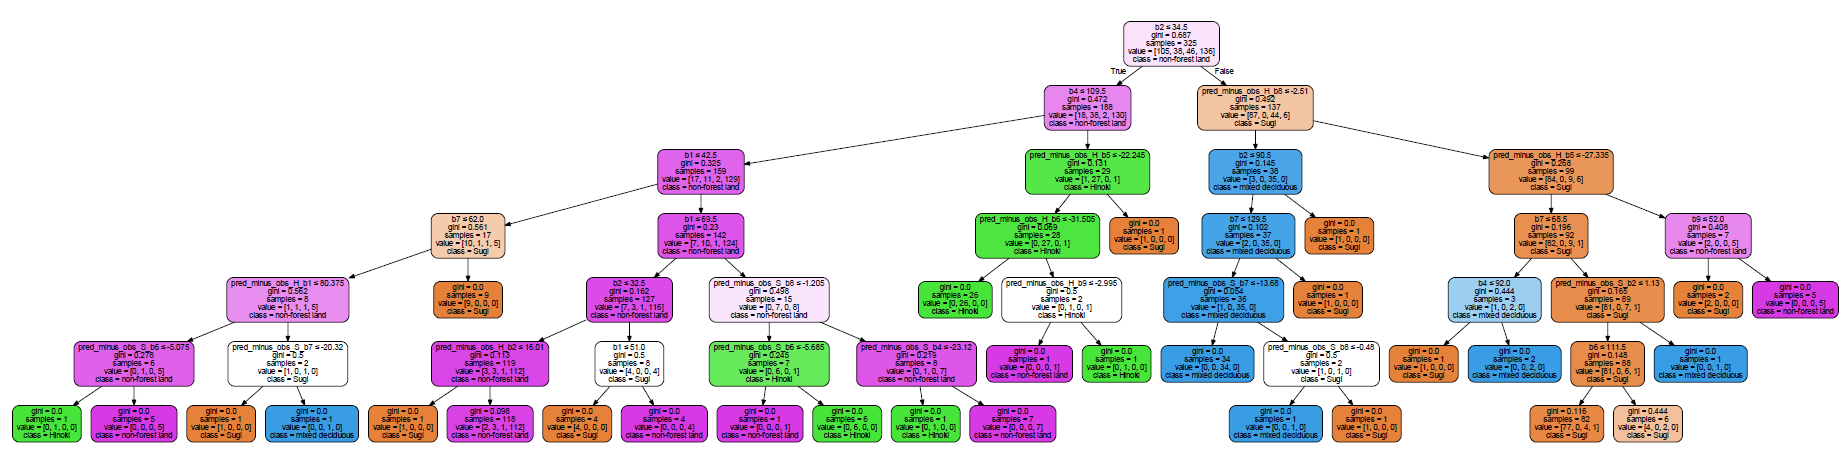 b2 ≤ 34.5
gini = 0.687
samples = 325
value = [105, 38, 46, 136]
class = non-forest land
True
False
b4 ≤ 109.5
gini = 0.472
samples = 188
value = [18, 38, 2, 130]
class = non-forest land
pred_minus_obs_H_b8 ≤ -2.51
gini = 0.492
samples = 137
value = [87, 0, 44, 6]
class = Sugi
b1 ≤ 42.5
gini = 0.325
samples = 159
value = [17, 11, 2, 129]
class = non-forest land
pred_minus_obs_H_b5 ≤ -22.245
gini = 0.131
samples = 29
value = [1, 27, 0, 1]
class = Hinoki
b2 ≤ 90.5
gini = 0.145
samples = 38
value = [3, 0, 35, 0]
class = mixed deciduous
pred_minus_obs_H_b5 ≤ -27.335
gini = 0.268
samples = 99
value = [84, 0, 9, 6]
class = Sugi
b7 ≤ 62.0
gini = 0.561
samples = 17
value = [10, 1, 1, 5]
class = Sugi
b1 ≤ 69.5
gini = 0.23
samples = 142
value = [7, 10, 1, 124]
class = non-forest land
pred_minus_obs_H_b6 ≤ -31.505
gini = 0.069
samples = 28
value = [0, 27, 0, 1]
class = Hinoki
gini = 0.0
samples = 1
value = [1, 0, 0, 0]
class = Sugi
b7 ≤ 129.5
gini = 0.102
samples = 37
value = [2, 0, 35, 0]
class = mixed deciduous
gini = 0.0
samples = 1
value = [1, 0, 0, 0]
class = Sugi
b7 ≤ 68.5
gini = 0.196
samples = 92
value = [82, 0, 9, 1]
class = Sugi
b9 ≤ 52.0
gini = 0.408
samples = 7
value = [2, 0, 0, 5]
class = non-forest land
pred_minus_obs_H_b1 ≤ 80.375
gini = 0.562
samples = 8
value = [1, 1, 1, 5]
class = non-forest land
gini = 0.0
samples = 9
value = [9, 0, 0, 0]
class = Sugi
b2 ≤ 32.5
gini = 0.162
samples = 127
value = [7, 3, 1, 116]
class = non-forest land
pred_minus_obs_S_b8 ≤ -1.205
gini = 0.498
samples = 15
value = [0, 7, 0, 8]
class = non-forest land
gini = 0.0
samples = 26
value = [0, 26, 0, 0]
class = Hinoki
pred_minus_obs_H_b9 ≤ -2.995
gini = 0.5
samples = 2
value = [0, 1, 0, 1]
class = Hinoki
pred_minus_obs_S_b7 ≤ -13.68
gini = 0.054
samples = 36
value = [1, 0, 35, 0]
class = mixed deciduous
gini = 0.0
samples = 1
value = [1, 0, 0, 0]
class = Sugi
b4 ≤ 92.0
gini = 0.444
samples = 3
value = [1, 0, 2, 0]
class = mixed deciduous
pred_minus_obs_S_b2 ≤ 1.13
gini = 0.165
samples = 89
value = [81, 0, 7, 1]
class = Sugi
gini = 0.0
samples = 2
value = [2, 0, 0, 0]
class = Sugi
gini = 0.0
samples = 5
value = [0, 0, 0, 5]
class = non-forest land
pred_minus_obs_S_b6 ≤ -5.075
gini = 0.278
samples = 6
value = [0, 1, 0, 5]
class = non-forest land
pred_minus_obs_S_b7 ≤ -20.32
gini = 0.5
samples = 2
value = [1, 0, 1, 0]
class = Sugi
pred_minus_obs_H_b2 ≤ 16.01
gini = 0.113
samples = 119
value = [3, 3, 1, 112]
class = non-forest land
b1 ≤ 51.0
gini = 0.5
samples = 8
value = [4, 0, 0, 4]
class = Sugi
pred_minus_obs_S_b6 ≤ -5.685
gini = 0.245
samples = 7
value = [0, 6, 0, 1]
class = Hinoki
pred_minus_obs_S_b4 ≤ -23.12
gini = 0.219
samples = 8
value = [0, 1, 0, 7]
class = non-forest land
gini = 0.0
samples = 1
value = [0, 0, 0, 1]
class = non-forest land
gini = 0.0
samples = 1
value = [0, 1, 0, 0]
class = Hinoki
gini = 0.0
samples = 34
value = [0, 0, 34, 0]
class = mixed deciduous
pred_minus_obs_S_b8 ≤ -0.48
gini = 0.5
samples = 2
value = [1, 0, 1, 0]
class = Sugi
gini = 0.0
samples = 1
value = [1, 0, 0, 0]
class = Sugi
gini = 0.0
samples = 2
value = [0, 0, 2, 0]
class = mixed deciduous
b6 ≤ 111.5
gini = 0.148
samples = 88
value = [81, 0, 6, 1]
class = Sugi
gini = 0.0
samples = 1
value = [0, 0, 1, 0]
class = mixed deciduous
gini = 0.0
samples = 1
value = [0, 1, 0, 0]
class = Hinoki
gini = 0.0
samples = 5
value = [0, 0, 0, 5]
class = non-forest land
gini = 0.0
samples = 1
value = [1, 0, 0, 0]
class = Sugi
gini = 0.0
samples = 1
value = [0, 0, 1, 0]
class = mixed deciduous
gini = 0.0
samples = 1
value = [1, 0, 0, 0]
class = Sugi
gini = 0.098
samples = 118
value = [2, 3, 1, 112]
class = non-forest land
gini = 0.0
samples = 4
value = [4, 0, 0, 0]
class = Sugi
gini = 0.0
samples = 4
value = [0, 0, 0, 4]
class = non-forest land
gini = 0.0
samples = 1
value = [0, 0, 0, 1]
class = non-forest land
gini = 0.0
samples = 6
value = [0, 6, 0, 0]
class = Hinoki
gini = 0.0
samples = 1
value = [0, 1, 0, 0]
class = Hinoki
gini = 0.0
samples = 7
value = [0, 0, 0, 7]
class = non-forest land
gini = 0.0
samples = 1
value = [0, 0, 1, 0]
class = mixed deciduous
gini = 0.0
samples = 1
value = [1, 0, 0, 0]
class = Sugi
gini = 0.116
samples = 82
value = [77, 0, 4, 1]
class = Sugi
gini = 0.444
samples = 6
value = [4, 0, 2, 0]
class = Sugi